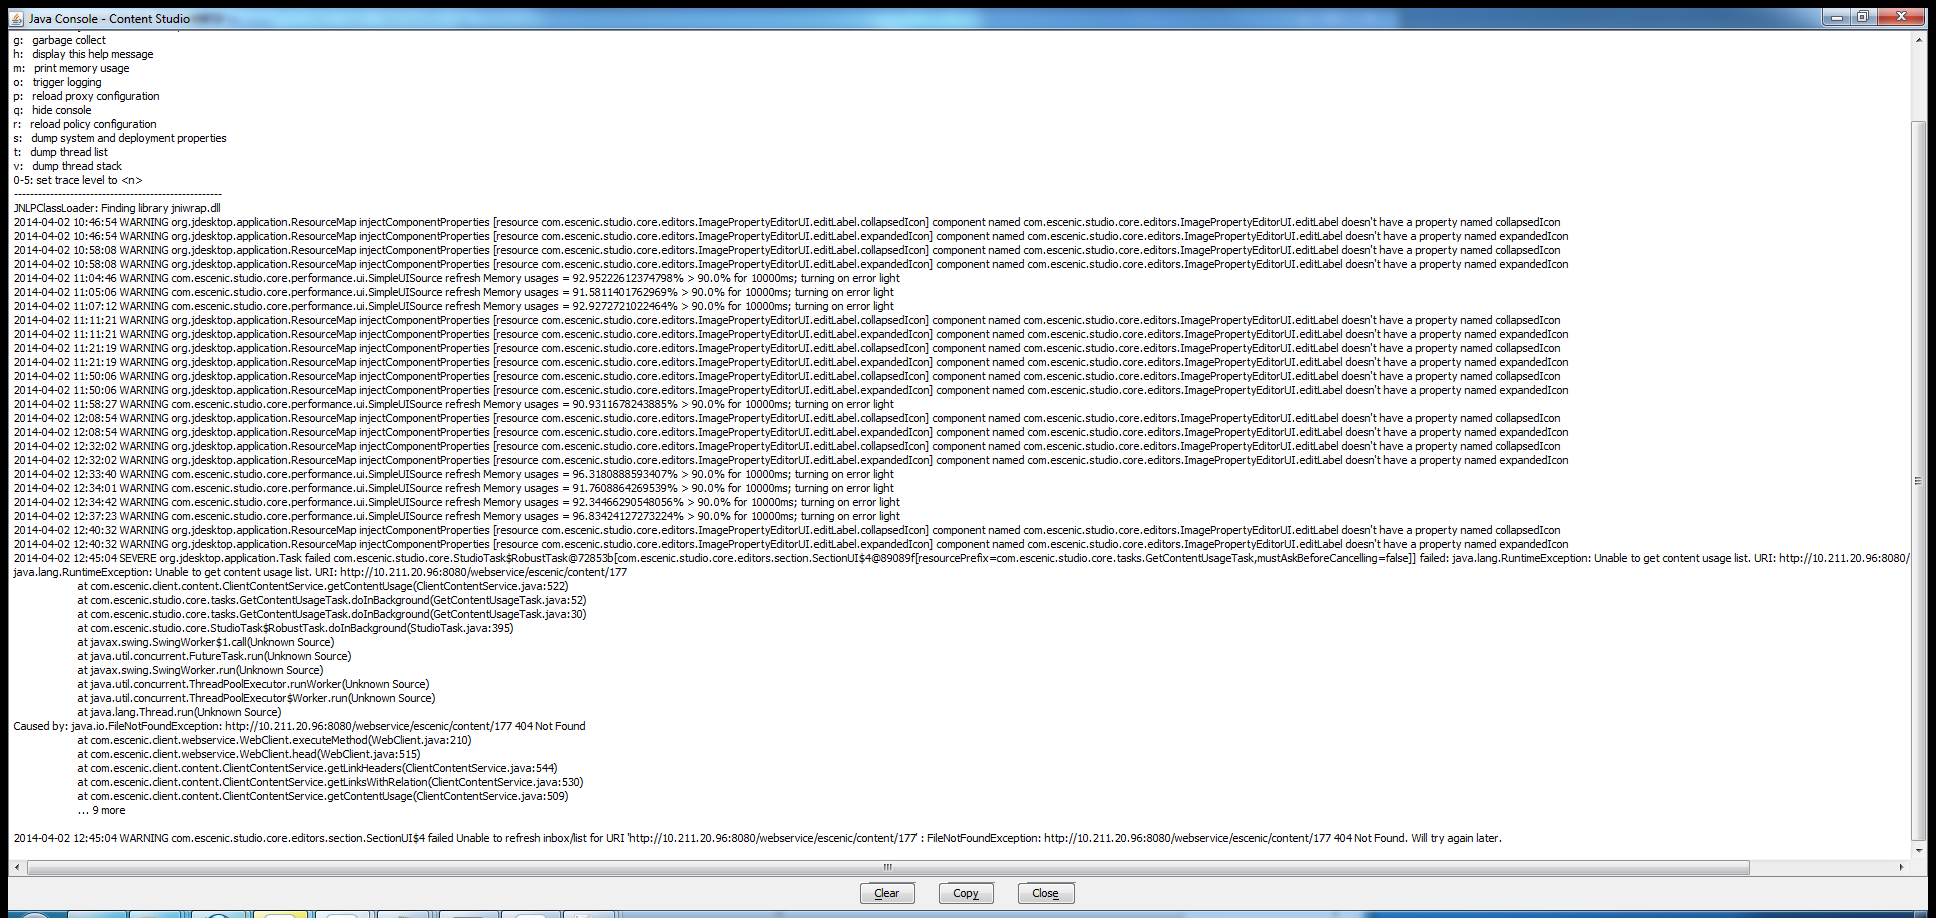 Java Console - Content Studio
g: garbage collect
h: display this help message
m: print memory usage
o: trigger logging
p: reload proxy configuration
q: hide console
r: reload policy configuration
s: dump system and deployment properties
t: dump thread list
v: dump thread stack
0-5: set trace level to <n>
----------------------------------------------------
JNLPClassLoader: Finding library jniwrap.dll
2014-04-02 10:46:54 WARNING org.jdesktop.application.ResourceMap injectComponentProperties [resource com.escenic.studio.core.editors.ImagePropertyEditorUI.editLabel.collapsedIcon] component named com.escenic.studio.core.editors.ImagePropertyEditorUI.editLabel doesn't have a property named collapsedIcon
2014-04-02 10:46:54 WARNING org.jdesktop.application.ResourceMap injectComponentProperties [resource com.escenic.studio.core.editors.ImagePropertyEditorUI.editLabel.expandedIcon] component named com.escenic.studio.core.editors.ImagePropertyEditorUI.editLabel doesn't have a property named expandedIcon
2014-04-02 10:58:08 WARNING org.jdesktop.application.ResourceMap injectComponentProperties [resource com.escenic.studio.core.editors.ImagePropertyEditorUI.editLabel.collapsedIcon] component named com.escenic.studio.core.editors.ImagePropertyEditorUI.editLabel doesn't have a property named collapsedIcon
2014-04-02 10:58:08 WARNING org.jdesktop.application.ResourceMap injectComponentProperties [resource com.escenic.studio.core.editors.ImagePropertyEditorUI.editLabel.expandedIcon] component named com.escenic.studio.core.editors.ImagePropertyEditorUI.editLabel doesn't have a property named expandedIcon
2014-04-02 11:04:46 WARNING com.escenic.studio.core.performance.ui.SimpleUISource refresh Memory usages = 92.95222612374798% > 90.0% for 10000ms; turning on error light
2014-04-02 11:05:06 WARNING com.escenic.studio.core.performance.ui.SimpleUISource refresh Memory usages = 91.5811401762969% > 90.0% for 10000ms; turning on error light
2014-04-02 11:07:12 WARNING com.escenic.studio.core.performance.ui.SimpleUISource refresh Memory usages = 92.9272721022464% > 90.0% for 10000ms; turning on error light
2014-04-02 11:11:21 WARNING org.jdesktop.application.ResourceMap injectComponentProperties [resource com.escenic.studio.core.editors.ImagePropertyEditorUI.editLabel.collapsedIcon] component named com.escenic.studio.core.editors.ImagePropertyEditorUI.editLabel doesn't have a property named collapsedIcon
2014-04-02 11:11:21 WARNING org.jdesktop.application.ResourceMap injectComponentProperties [resource com.escenic.studio.core.editors.ImagePropertyEditorUI.editLabel.expandedIcon] component named com.escenic.studio.core.editors.ImagePropertyEditorUI.editLabel doesn't have a property named expandedIcon
2014-04-02 11:21:19 WARNING org.jdesktop.application.ResourceMap injectComponentProperties [resource com.escenic.studio.core.editors.ImagePropertyEditorUI.editLabel.collapsedIcon] component named com.escenic.studio.core.editors.ImagePropertyEditorUI.editLabel doesn't have a property named collapsedIcon
2014-04-02 11:21:19 WARNING org.jdesktop.application.ResourceMap injectComponentProperties [resource com.escenic.studio.core.editors.ImagePropertyEditorUI.editLabel.expandedIcon] component named com.escenic.studio.core.editors.ImagePropertyEditorUI.editLabel doesn't have a property named expandedIcon
2014-04-02 11:50:06 WARNING org.jdesktop.application.ResourceMap injectComponentProperties [resource com.escenic.studio.core.editors.ImagePropertyEditorUI.editLabel.collapsedIcon] component named com.escenic.studio.core.editors.ImagePropertyEditorUI.editLabel doesn't have a property named collapsedIcon
2014-04-02 11:50:06 WARNING org.jdesktop.application.ResourceMap injectComponentProperties [resource com.escenic.studio.core.editors.ImagePropertyEditorUI.editLabel.expandedIcon] component named com.escenic.studio.core.editors.ImagePropertyEditorUI.editLabel doesn't have a property named expandedIcon
2014-04-02 11:58:27 WARNING com.escenic.studio.core.performance.ui.SimpleUISource refresh Memory usages = 90.9311678243885% > 90.0% for 10000ms; turning on error light
2014-04-02 12:08:54 WARNING org.jdesktop.application.ResourceMap injectComponentProperties [resource com.escenic.studio.core.editors.ImagePropertyEditorUI.editLabel.collapsedIcon] component named com.escenic.studio.core.editors.ImagePropertyEditorUI.editLabel doesn't have a property named collapsedIcon
2014-04-02 12:08:54 WARNING org.jdesktop.application.ResourceMap injectComponentProperties [resource com.escenic.studio.core.editors.ImagePropertyEditorUI.editLabel.expandedIcon] component named com.escenic.studio.core.editors.ImagePropertyEditorUI.editLabel doesn't have a property named expandedIcon
2014-04-02 12:32:02 WARNING org.jdesktop.application.ResourceMap injectComponentProperties [resource com.escenic.studio.core.editors.ImagePropertyEditorUI.editLabel.collapsedIcon] component named com.escenic.studio.core.editors.ImagePropertyEditorUI.editLabel doesn't have a property named collapsedIcon
2014-04-02 12:32:02 WARNING org.jdesktop.application.ResourceMap injectComponentProperties [resource com.escenic.studio.core.editors.ImagePropertyEditorUI.editLabel.expandedIcon] component named com.escenic.studio.core.editors.ImagePropertyEditorUI.editLabel doesn't have a property named expandedIcon
2014-04-02 12:33:40 WARNING com.escenic.studio.core.performance.ui.SimpleUISource refresh Memory usages = 96.3180888593407% > 90.0% for 10000ms; turning on error light
2014-04-02 12:34:01 WARNING com.escenic.studio.core.performance.ui.SimpleUISource refresh Memory usages = 91.7608864269539% > 90.0% for 10000ms; turning on error light
2014-04-02 12:34:42 WARNING com.escenic.studio.core.performance.ui.SimpleUISource refresh Memory usages = 92.34466290548056% > 90.0% for 10000ms; turning on error light
2014-04-02 12:37:23 WARNING com.escenic.studio.core.performance.ui.SimpleUISource refresh Memory usages = 96.83424127273224% > 90.0% for 10000ms; turning on error light
2014-04-02 12:40:32 WARNING org.jdesktop.application.ResourceMap injectComponentProperties [resource com.escenic.studio.core.editors.ImagePropertyEditorUI.editLabel.collapsedIcon] component named com.escenic.studio.core.editors.ImagePropertyEditorUI.editLabel doesn't have a property named collapsedIcon
2014-04-02 12:40:32 WARNING org.jdesktop.application.ResourceMap injectComponentProperties [resource com.escenic.studio.core.editors.ImagePropertyEditorUI.editLabel.expandedIcon] component named com.escenic.studio.core.editors.ImagePropertyEditorUI.editLabel doesn't have a property named expandedIcon
2014-04-02 12:45:04 SEVERE org.jdesktop.application.Task failed com.escenic.studio.core.StudioTask$RobustTask@72853b[com.escenic.studio.core.editors.section.SectionUI$4@89089f[resourcePrefix=com.escenic.studio.core.tasks.GetContentUsageTask,mustAskBeforeCancelling=false]] failed: java.lang.RuntimeException: Unable to get content usage list. URI: http://10.211.20.96:8080/
java.lang.RuntimeException: Unable to get content usage list. URI: http://10.211.20.96:8080/webservice/escenic/content/177
at com.escenic.client.content.ClientContentService.getContentUsage(ClientContentService.java:522)
at com.escenic.studio.core.tasks.GetContentUsageTask.doInBackground(GetContentUsageTask.java:52)
at com.escenic.studio.core.tasks.GetContentUsageTask.doInBackground(GetContentUsageTask.java:30)
at com.escenic.studio.core.StudioTask$RobustTask.doInBackground(StudioTask.java:395)
at javax.swing.SwingWorker$1.call(Unknown Source)
at java.util.concurrent.FutureTask.run(Unknown Source)
at javax.swing.SwingWorker.run(Unknown Source)
at java.util.concurrent.ThreadPoolExecutor.runWorker(Unknown Source)
at java.util.concurrent.ThreadPoolExecutor$Worker.run(Unknown Source)
at java.lang.Thread.run(Unknown Source)
Caused by: java.io.FileNotFoundException: http://10.211.20.96:8080/webservice/escenic/content/177 404 Not Found
at com.escenic.client.webservice.WebClient.executeMethod(WebClient.java:210)
at com.escenic.client.webservice.WebClient.head(WebClient.java:515)
at com.escenic.client.content.ClientContentService.getLinkHeaders(ClientContentService.java:544)
at com.escenic.client.content.ClientContentService.getLinksWithRelation(ClientContentService.java:530)
at com.escenic.client.content.ClientContentService.getContentUsage(ClientContentService.java:509)
... 9 more
2014-04-02 12:45:04 WARNING com.escenic.studio.core.editors.section.SectionUI$4 failed Unable to refresh inbox/list for URI 'http://10.211.20.96:8080/webservice/escenic/content/177' : FileNotFoundException: http://10.211.20.96:8080/webservice/escenic/content/177 404 Not Found. Will try again later.
Clear Copy Close